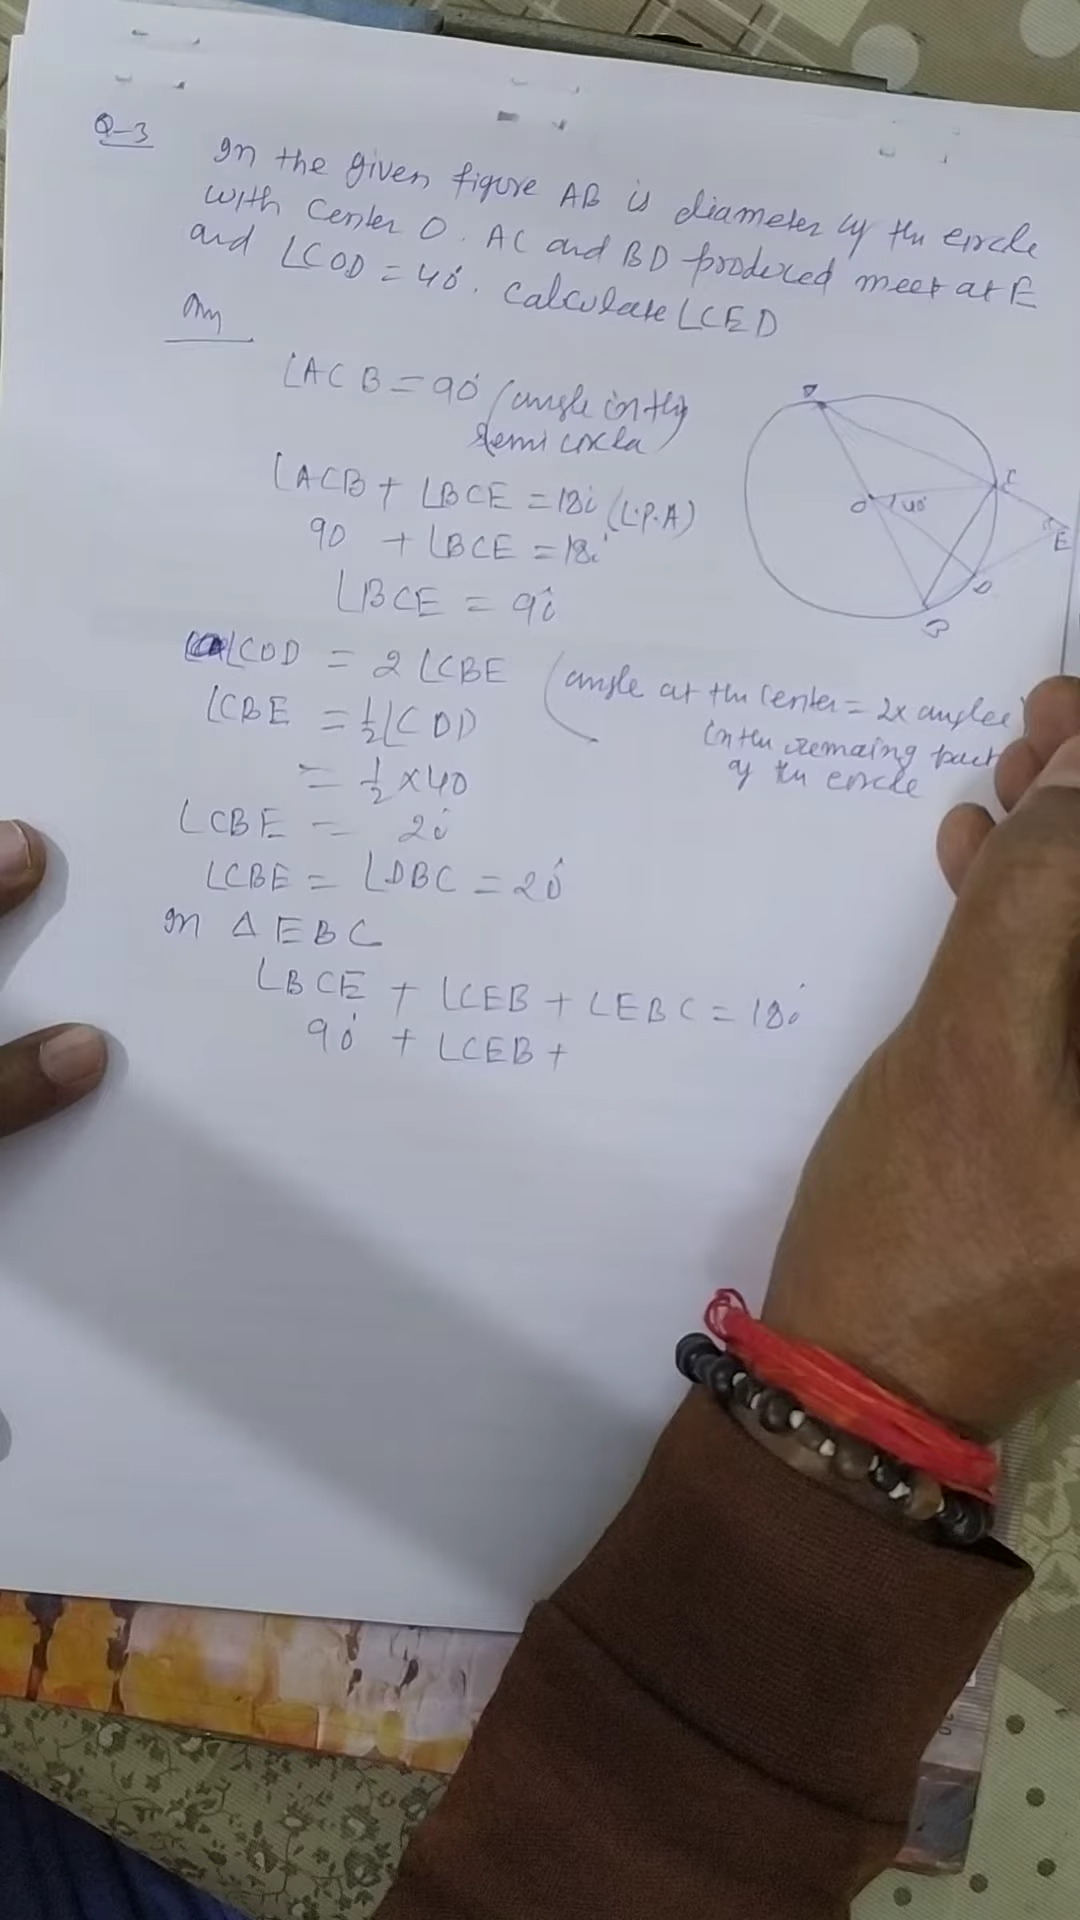 Q-3
In the given figure AB is diameter of the circle
with Center O. AC and BD produced meet at E
and ∠COD = 40°. Calculate ∠CED
Ans
∠ACB = 90° (angle in the
semi circle)
∠ACB + ∠BCE = 180° (L.P.A)
90 + ∠BCE = 180°
∠BCE = 90°
∠COD = 2∠CBE (angle at the Center = 2x angles
in the remaing part
of the circle
∠CBE = 1/2∠COD
= 1/2 × 40
∠CBE = 20°
∠CBE = ∠DBC = 20°
In △EBC
∠BCE + ∠CEB + ∠EBC = 180°
90° + ∠CEB +
C
O
40°
E
D
B